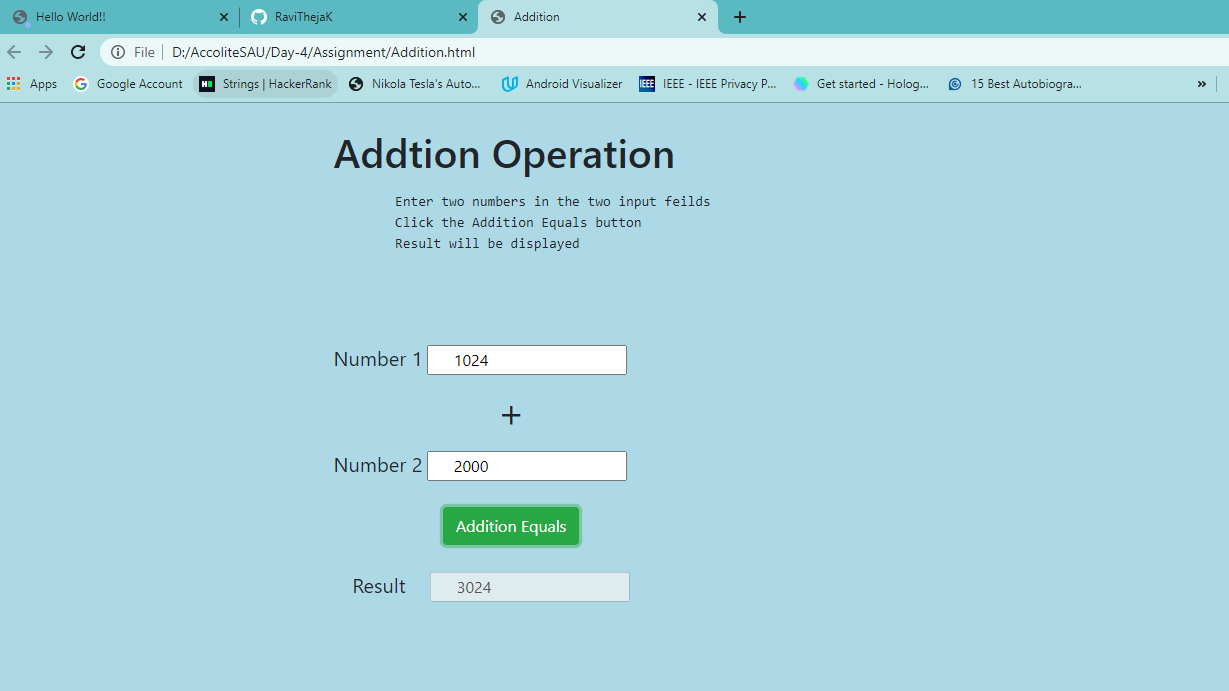 Hello World!!
RaviThejaK
Addition
File
D:/AccoliteSAU/Day-4/Assignment/Addition.html
Apps
Google Account
Strings | HackerRank
Nikola Tesla's Auto...
Android Visualizer
IEEE
IEEE - IEEE Privacy P...
Get started - Holog...
15 Best Autobiogra...
»
Addtion Operation
Enter two numbers in the two input feilds
Click the Addition Equals button
Result will be displayed
Number 1 1024
+
Number 2 2000
Addition Equals
Result 3024